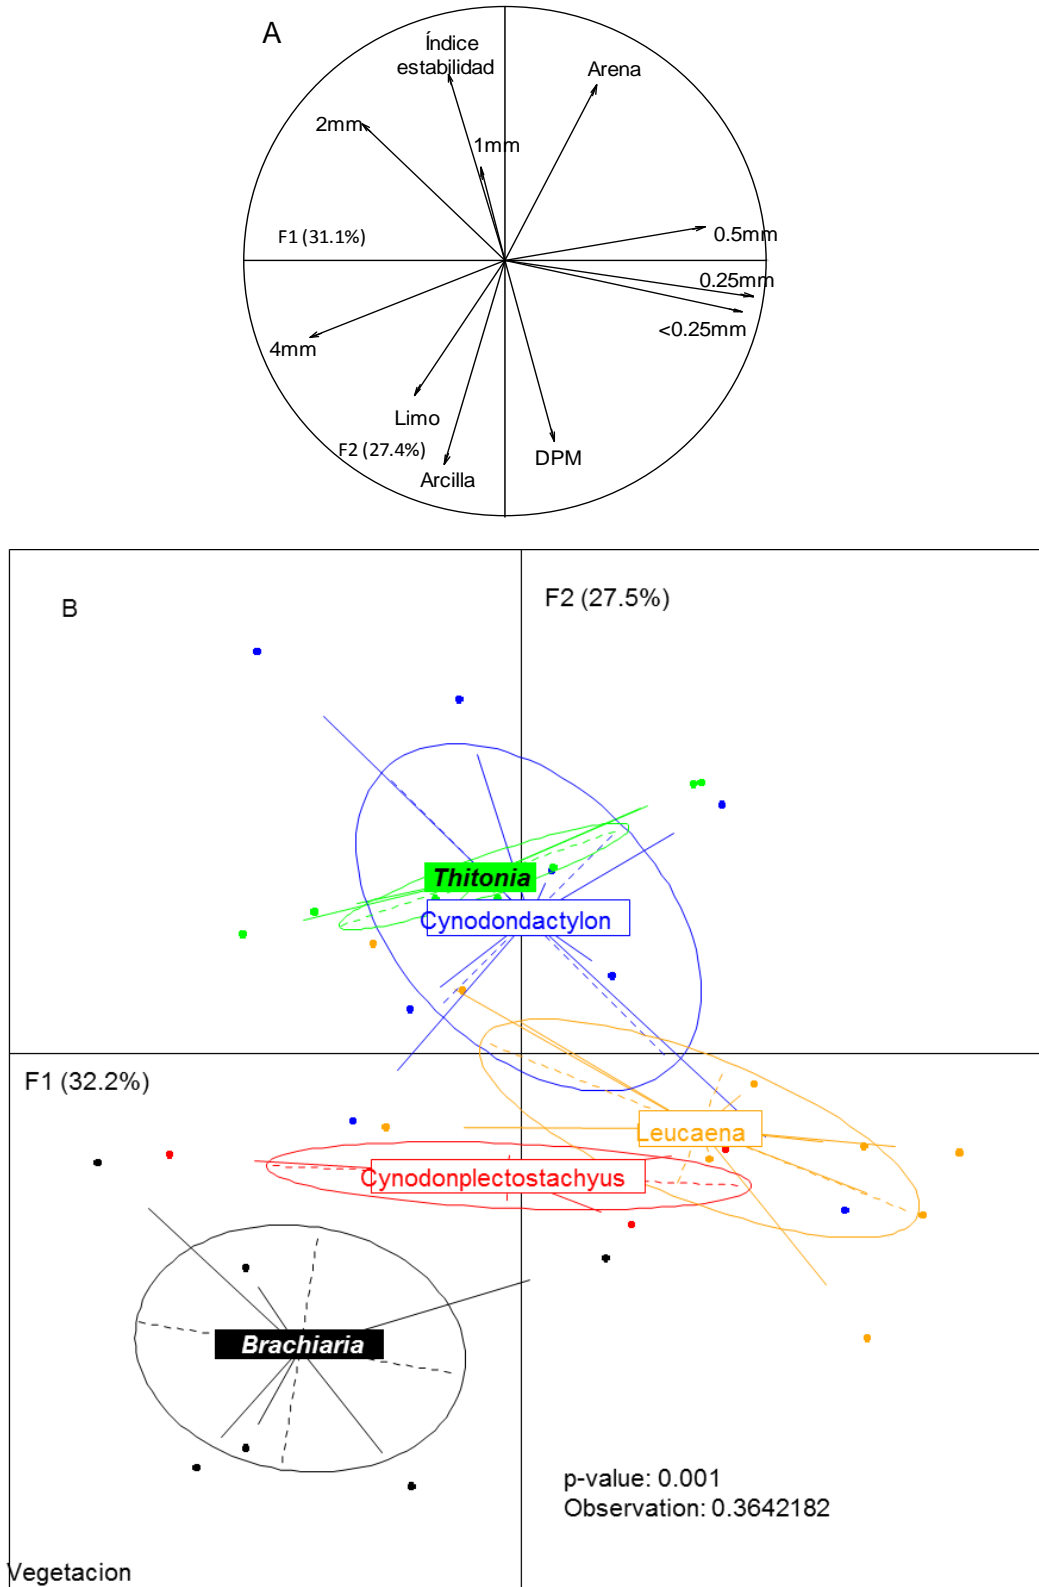 A
Índice
estabilidad
Arena
2mm
1mm
F1 (31.1%)
0.5mm
0.25mm
<0.25mm
4mm
Limo
F2 (27.4%)
Arcilla
DPM
B
F2 (27.5%)
Thitonia
Cynodondactylon
F1 (32.2%)
Leucaena
Cynodonplectostachyus
Brachiaria
p-value: 0.001
Observation: 0.3642182
Vegetacion